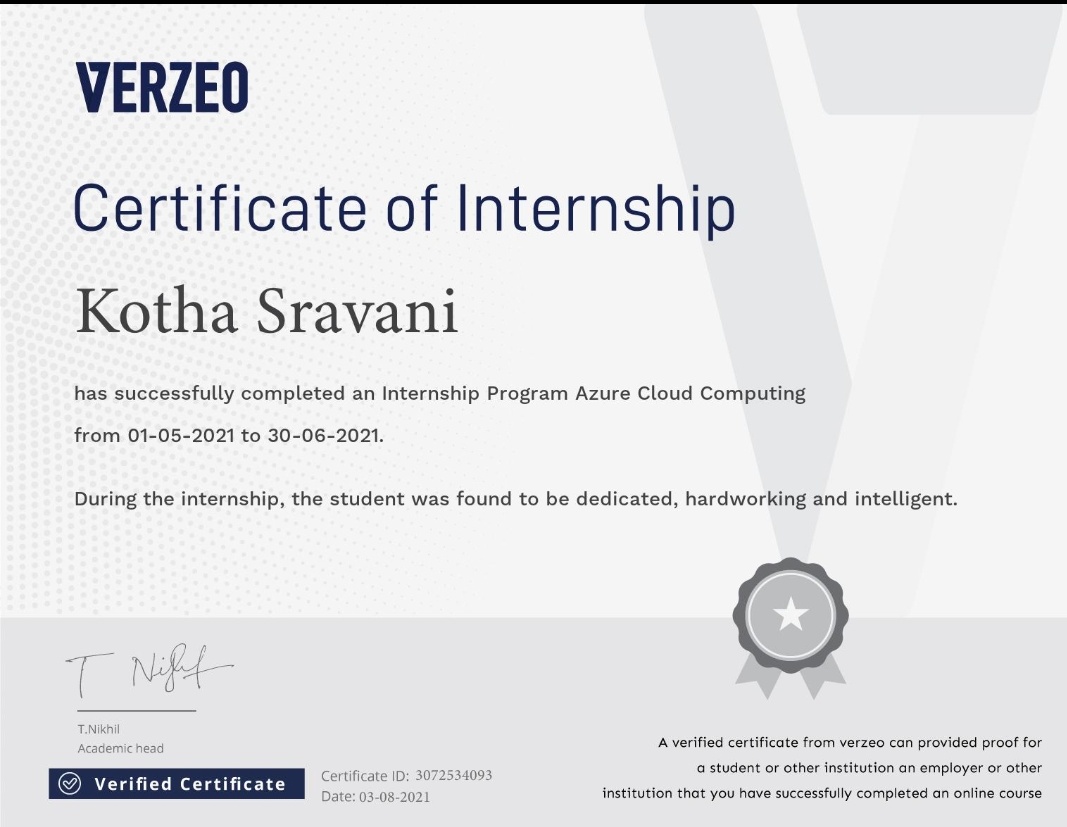 VERZEO
Certificate of Internship
Kotha Sravani
has successfully completed an Internship Program Azure Cloud Computing
from 01-05-2021 to 30-06-2021.
During the internship, the student was found to be dedicated, hardworking and intelligent.
T Nikhil
T.Nikhil
Academic head
Verified Certificate
Certificate ID: 3072534093
Date: 03-08-2021
A verified certificate from verzeo can provided proof for
a student or other institution an employer or other
institution that you have successfully completed an online course